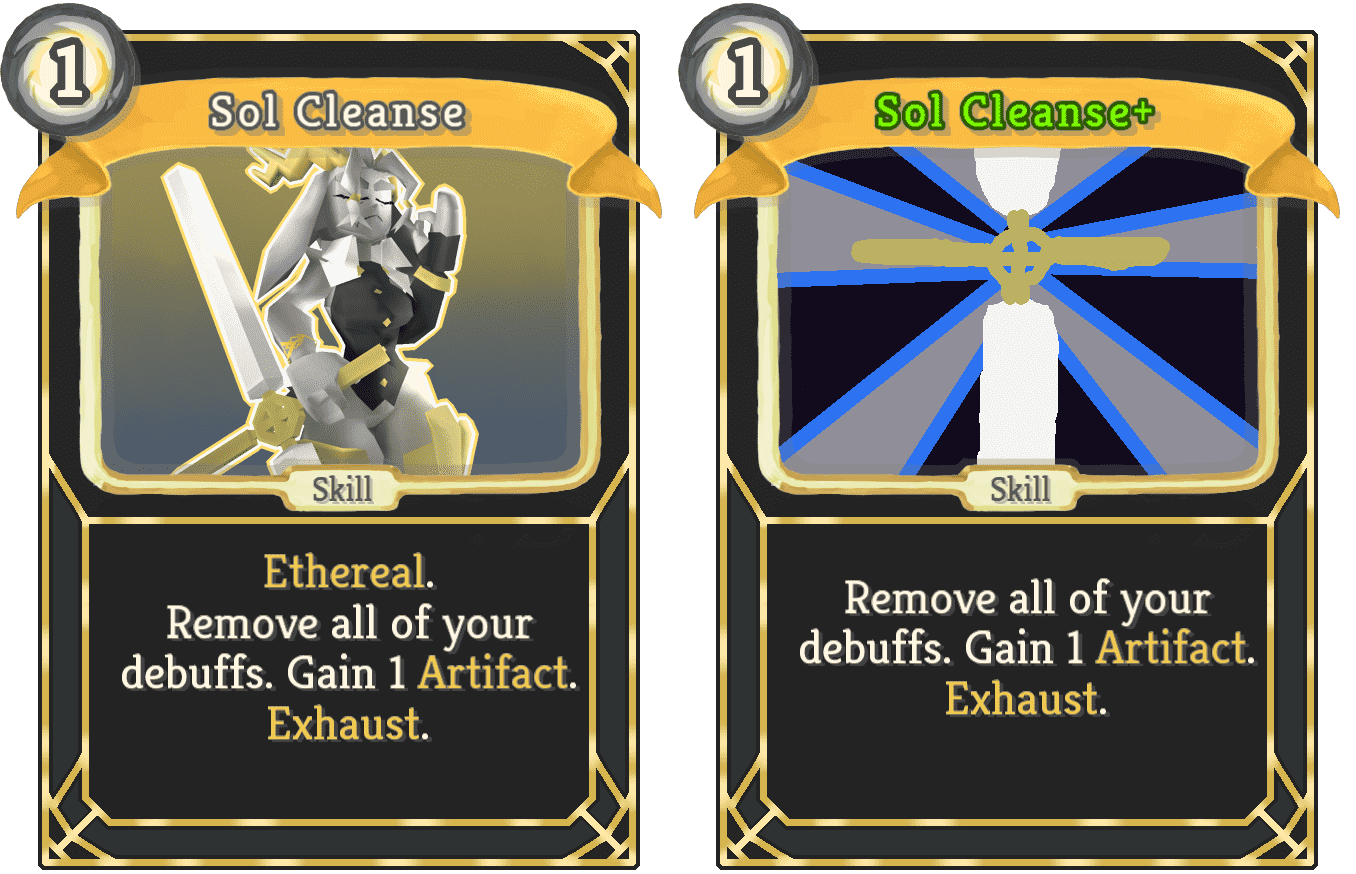 1
Sol Cleanse
Skill
Ethereal.
Remove all of your
debuffs. Gain 1 Artifact.
Exhaust.
1
Sol Cleanse+
Skill
Remove all of your
debuffs. Gain 1 Artifact.
Exhaust.